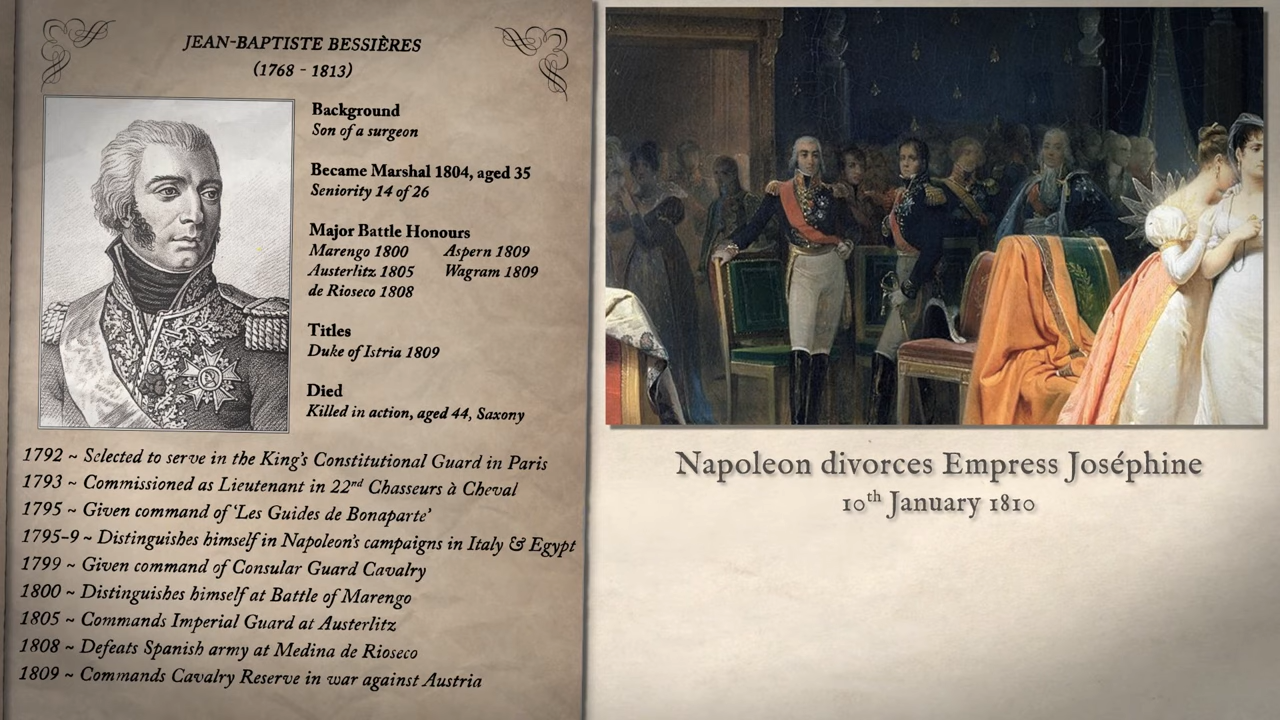 JEAN-BAPTISTE BESSIÈRES
(1768 - 1813)
Background
Son of a surgeon
Became Marshal 1804, aged 35
Seniority 14 of 26
Major Battle Honours
Marengo 1800 Aspern 1809
Austerlitz 1805 Wagram 1809
de Rioseco 1808
Titles
Duke of Istria 1809
Died
Killed in action, aged 44, Saxony
1792 ~ Selected to serve in the King's Constitutional Guard in Paris
1793 ~ Commissioned as Lieutenant in 22nd Chasseurs à Cheval
1795 ~ Given command of 'Les Guides de Bonaparte'
1795-9 ~ Distinguishes himself in Napoleon's campaigns in Italy & Egypt
1799 ~ Given command of Consular Guard Cavalry
1800 ~ Distinguishes himself at Battle of Marengo
1805 ~ Commands Imperial Guard at Austerlitz
1808 ~ Defeats Spanish army at Medina de Rioseco
1809 ~ Commands Cavalry Reserve in war against Austria
Napoleon divorces Empress Joséphine
10th January 1810